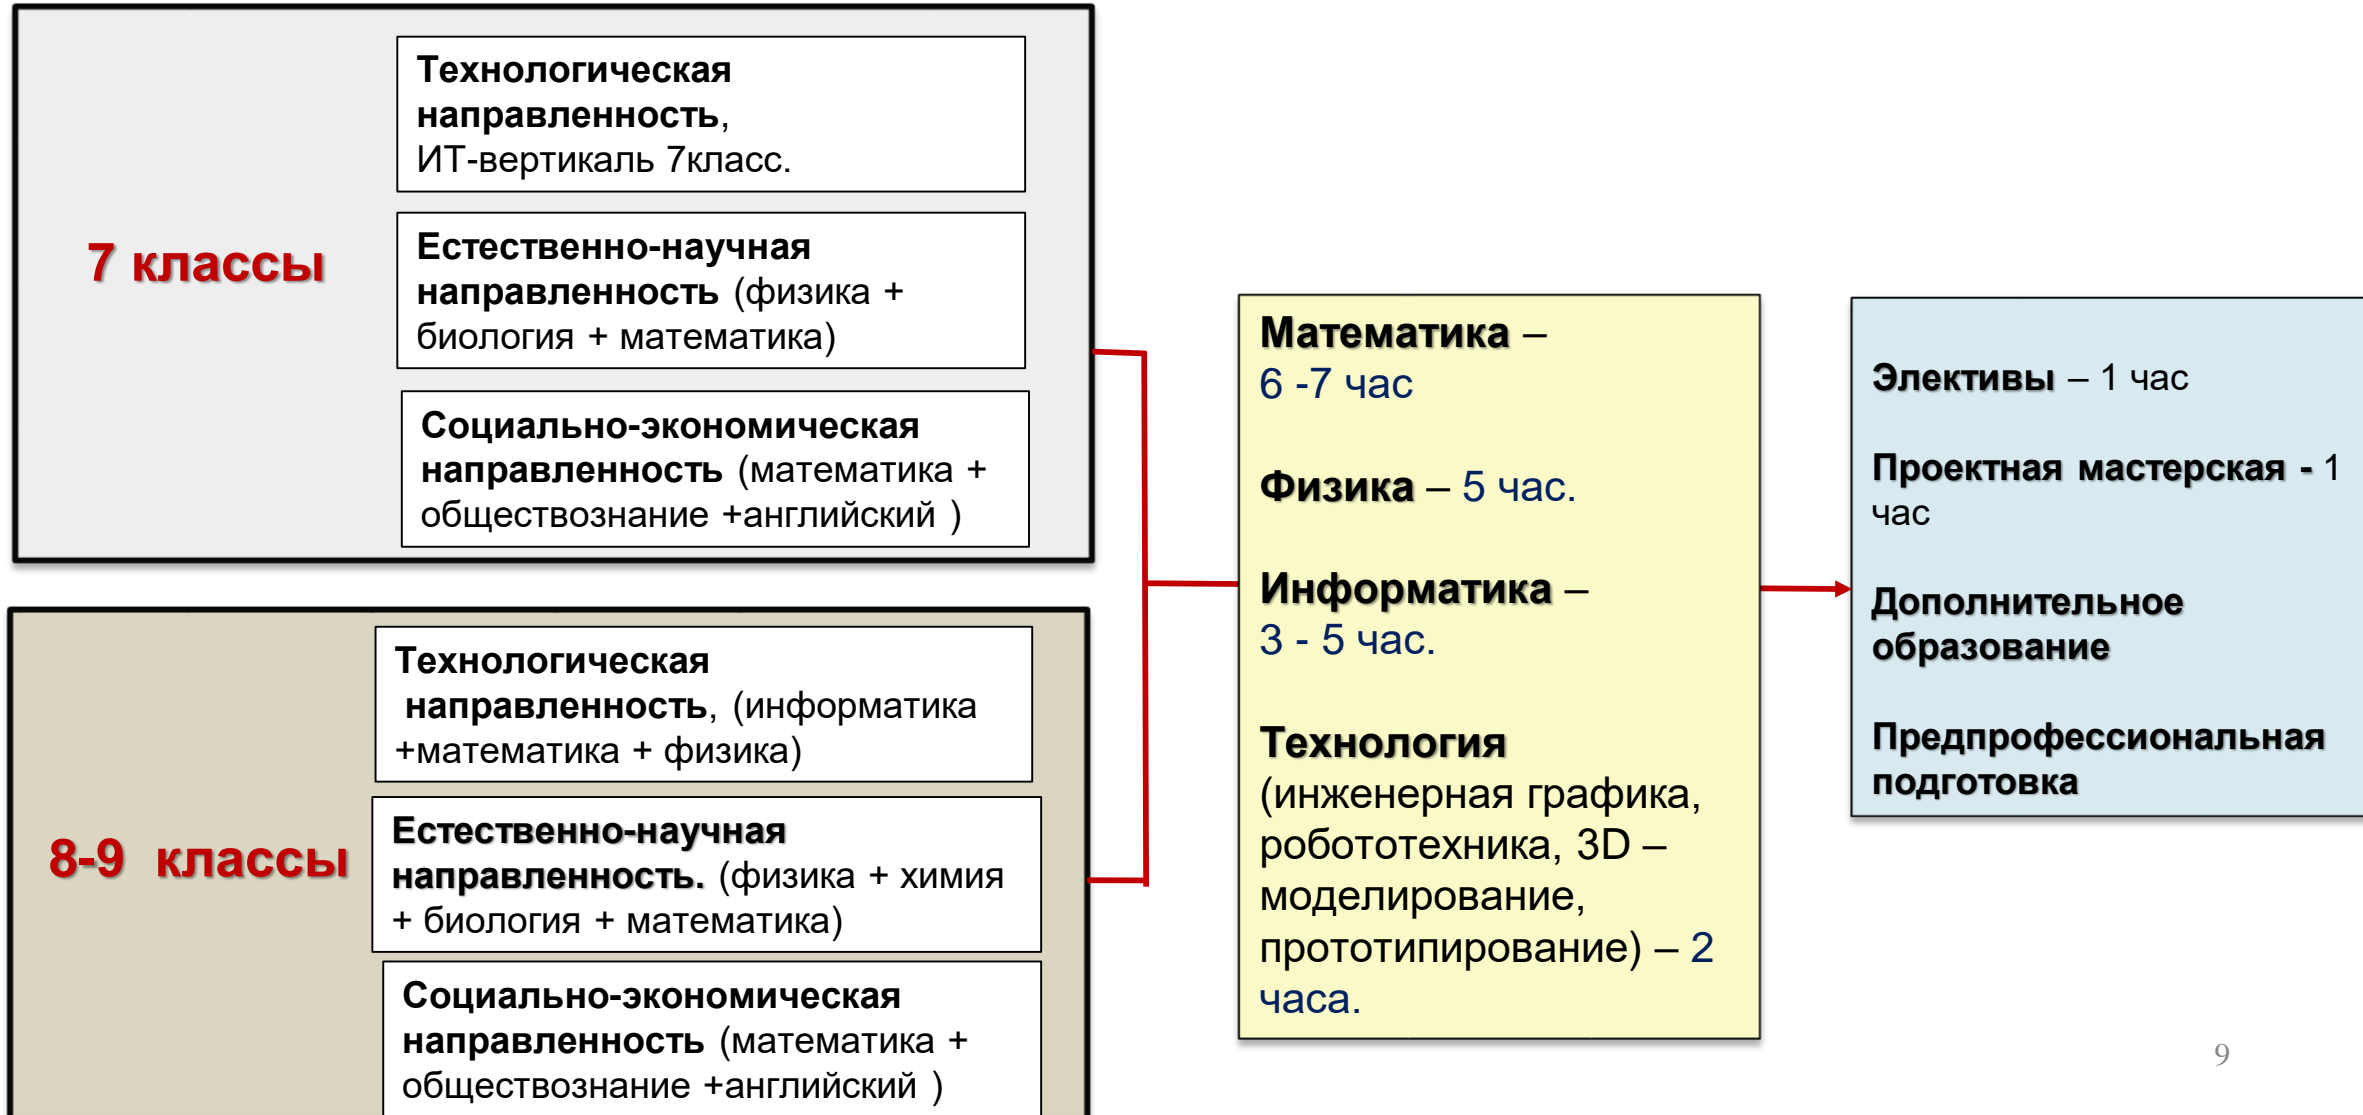 7 классы
Технологическая
направленность,
ИТ-вертикаль 7класс.
Естественно-научная
направленность (физика +
биология + математика)
Социально-экономическая
направленность (математика +
обществознание +английский )
8-9 классы
Технологическая
направленность, (информатика
+математика + физика)
Естественно-научная
направленность. (физика + химия
+ биология + математика)
Социально-экономическая
направленность (математика +
обществознание +английский )
Математика –
6 -7 час
Физика – 5 час.
Информатика –
3 - 5 час.
Технология
(инженерная графика,
робототехника, 3D –
моделирование,
прототипирование) – 2
часа.
Элективы – 1 час
Проектная мастерская - 1
час
Дополнительное
образование
Предпрофессиональная
подготовка
9